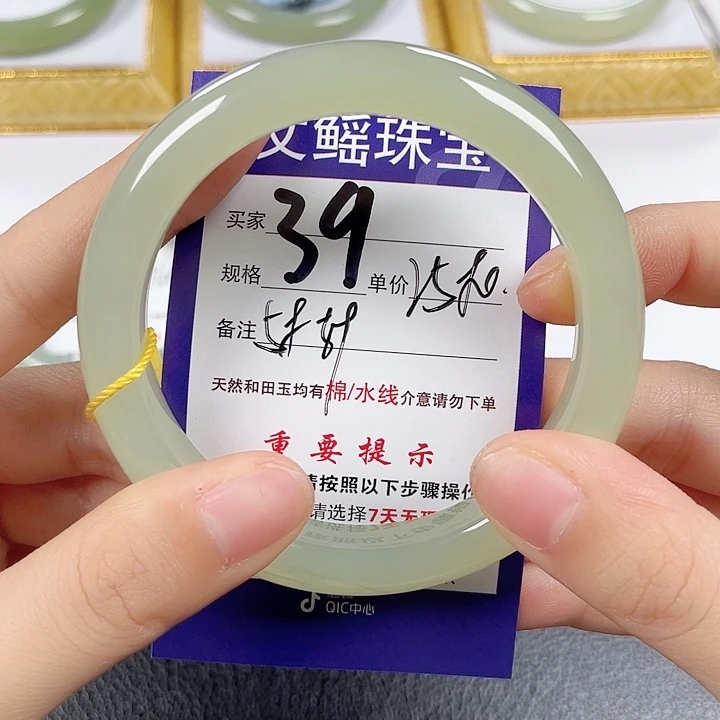 鳐珠宝
买家 39
规格
单价
备注
天然和田玉均有棉/水线介意请勿下单
重要提示
请按照以下步骤操作
请选择7天无
QIC中心